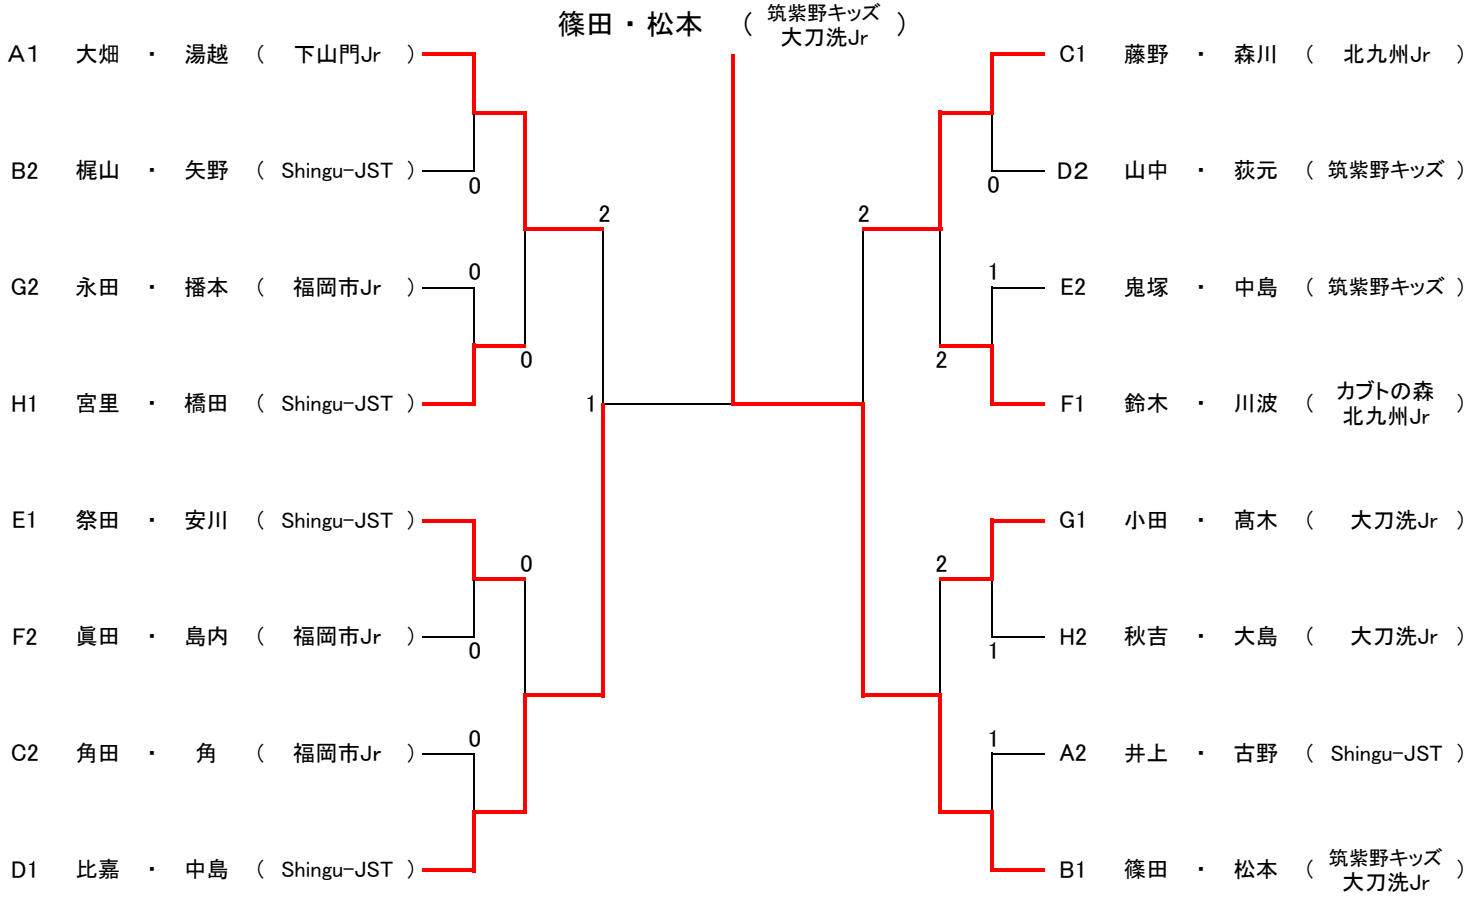 篠田 ・ 松本 ( 筑紫野キッズ 大刀洗Jr )
A1 大畑 ・ 湯越 ( 下山門Jr )
B2 梶山 ・ 矢野 ( Shingu-JST )
0
2
0
G2 永田 ・ 播本 ( 福岡市Jr )
0
H1 宮里 ・ 橋田 ( Shingu-JST )
1
E1 祭田 ・ 安川 ( Shingu-JST )
0
F2 眞田 ・ 島内 ( 福岡市Jr )
0
0
C2 角田 ・ 角 ( 福岡市Jr )
D1 比嘉 ・ 中島 ( Shingu-JST )
C1 藤野 ・ 森川 ( 北九州Jr )
D2 山中 ・ 荻元 ( 筑紫野キッズ )
0
2
1
E2 鬼塚 ・ 中島 ( 筑紫野キッズ )
2
F1 鈴木 ・ 川波 ( カブトの森 北九州Jr )
G1 小田 ・髙木 ( 大刀洗Jr )
2
H2 秋吉 ・ 大島 ( 大刀洗Jr )
1
1
A2 井上 ・ 古野 ( Shingu-JST )
B1 篠田 ・ 松本 ( 筑紫野キッズ 大刀洗Jr )